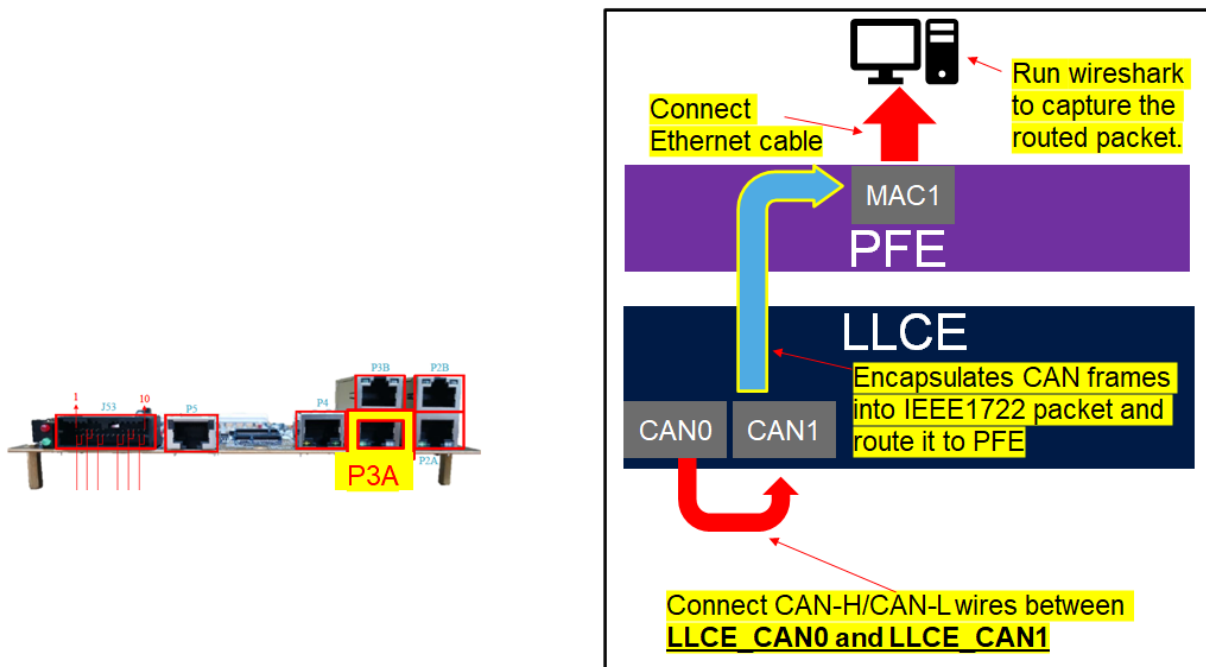 P3B
P2B
1
J53
10
P5
P4
P2A
P3A
Run wireshark
to capture the
routed packet.
Connect
Ethernet cable
MAC1
PFE
LLCE
Encapsulates CAN frames
into IEEE1722 packet and
route it to PFE
CAN0
CAN1
Connect CAN-H/CAN-L wires between
LLCE_CAN0 and LLCE_CAN1